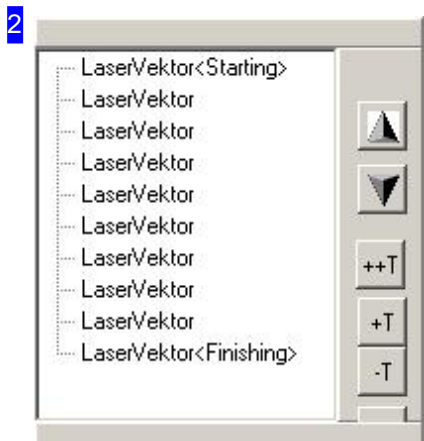 2
LaserVektor<Starting>
LaserVektor
LaserVektor
LaserVektor
LaserVektor
LaserVektor
LaserVektor
LaserVektor
LaserVektor
LaserVektor<Finishing>
++T
+T
-T